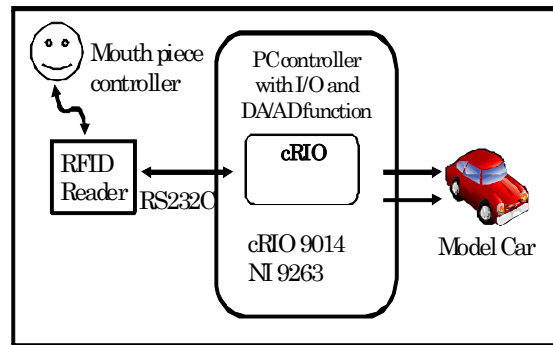 Mouth piece
controller
RFID
Reader
RS232C
PC controller
with I/O and
DA/AD function
cRIO
cRIO 9014
NI 9263
Model Car